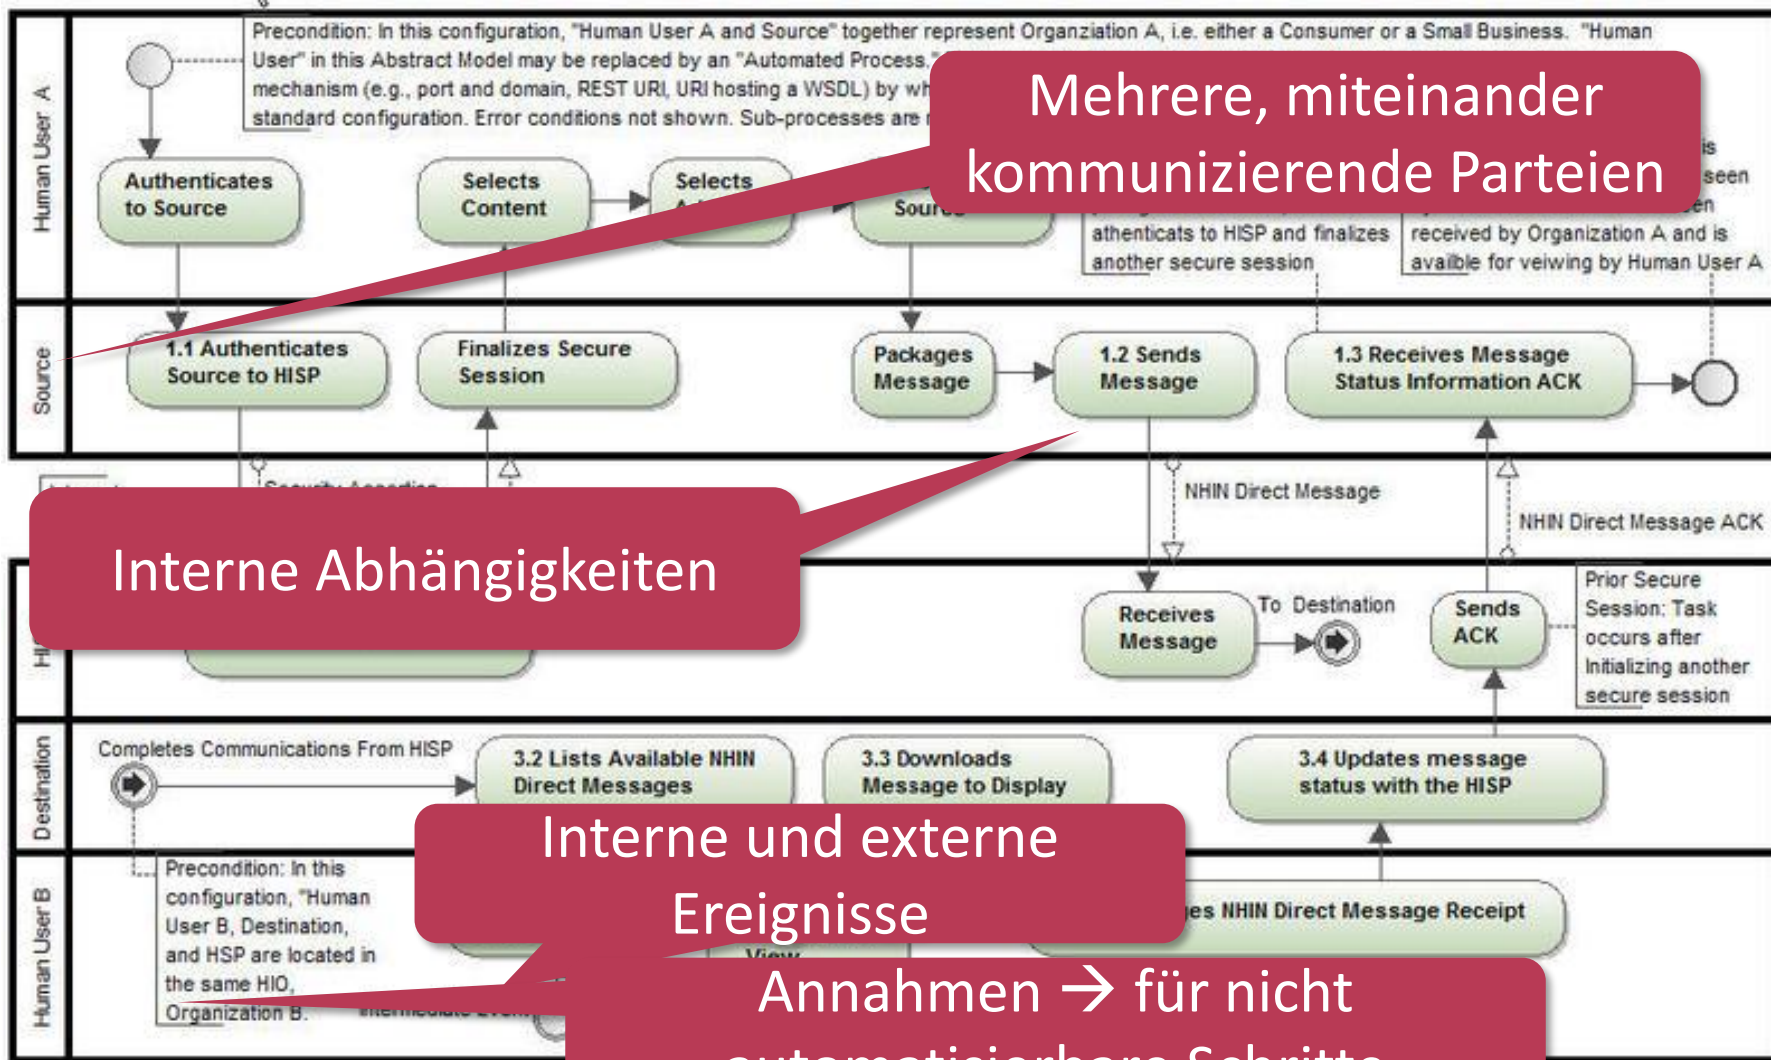 Precondition: In this configuration, "Human User A and Source" together represent Organziation A, i.e. either a Consumer or a Small Business. "Human
User" in this Abstract Model may be replaced by an "Automated Process."
mechanism (e.g., port and domain, REST URI, URI hosting a WSDL) by
standard configuration. Error conditions not shown. Sub-processes are
Mehrere, miteinander
kommunizierende Parteien
Human User A
Authenticates
to Source
Selects
Content
Selects
is
seen
athenticats to HISP and finalizes
another secure session
received by Organization A and is
availble for veiwing by Human User A
Source
1.1 Authenticates
Source to HISP
Finalizes Secure
Session
Packages
Message
1.2 Sends
Message
1.3 Receives Message
Status Information ACK
NHIN Direct Message
NHIN Direct Message ACK
Interne Abhängigkeiten
Receives
Message
To Destination
Sends
ACK
Prior Secure
Session: Task
occurs after
Initializing another
secure session
Destination
Completes Communications From HISP
3.2 Lists Available NHIN
Direct Messages
3.3 Downloads
Message to Display
3.4 Updates message
status with the HISP
Interne und externe
Ereignisse
Human User B
Precondition: In this
configuration, "Human
User B, Destination,
and HSP are located in
the same HIO,
Organization B.
NHIN Direct Message Receipt
View
Annahmen → für nicht
automatisierbare Schritte